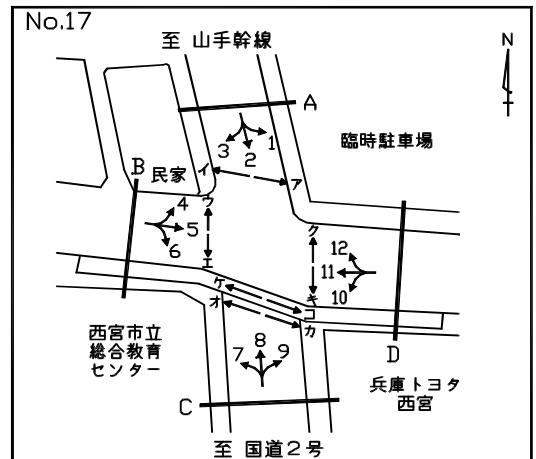 No.17
至 山手幹線
N
A
臨時駐車場
3
2
1
イ
ア
B
民家
ウ
4
5
6
エ
ク
12
11
10
キ
ケ
コ
オ
カ
西宮市立
総合教育
センター
7
8
9
C
D
兵庫トヨタ
西宮
至 国道2号